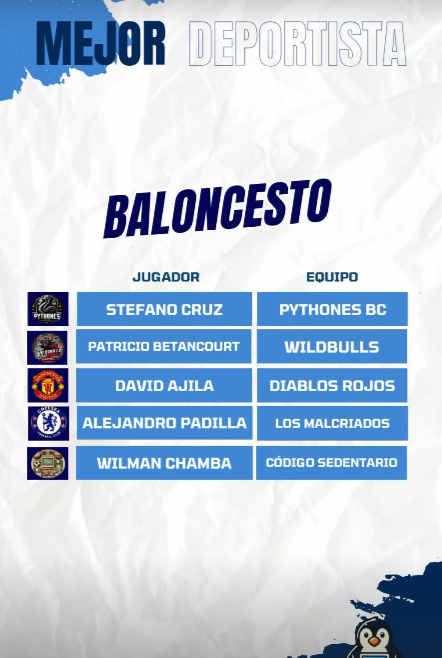 MEJOR DEPORTISTA
BALONCESTO
JUGADOR EQUIPO
PYTHONES STEFANO CRUZ PYTHONES BC
PATRICIO BETANCOURT WILDBULLS
DAVID AJILA DIABLOS ROJOS
ALEJANDRO PADILLA LOS MALCRIADOS
WILMAN CHAMBA CÓDIGO SEDENTARIO